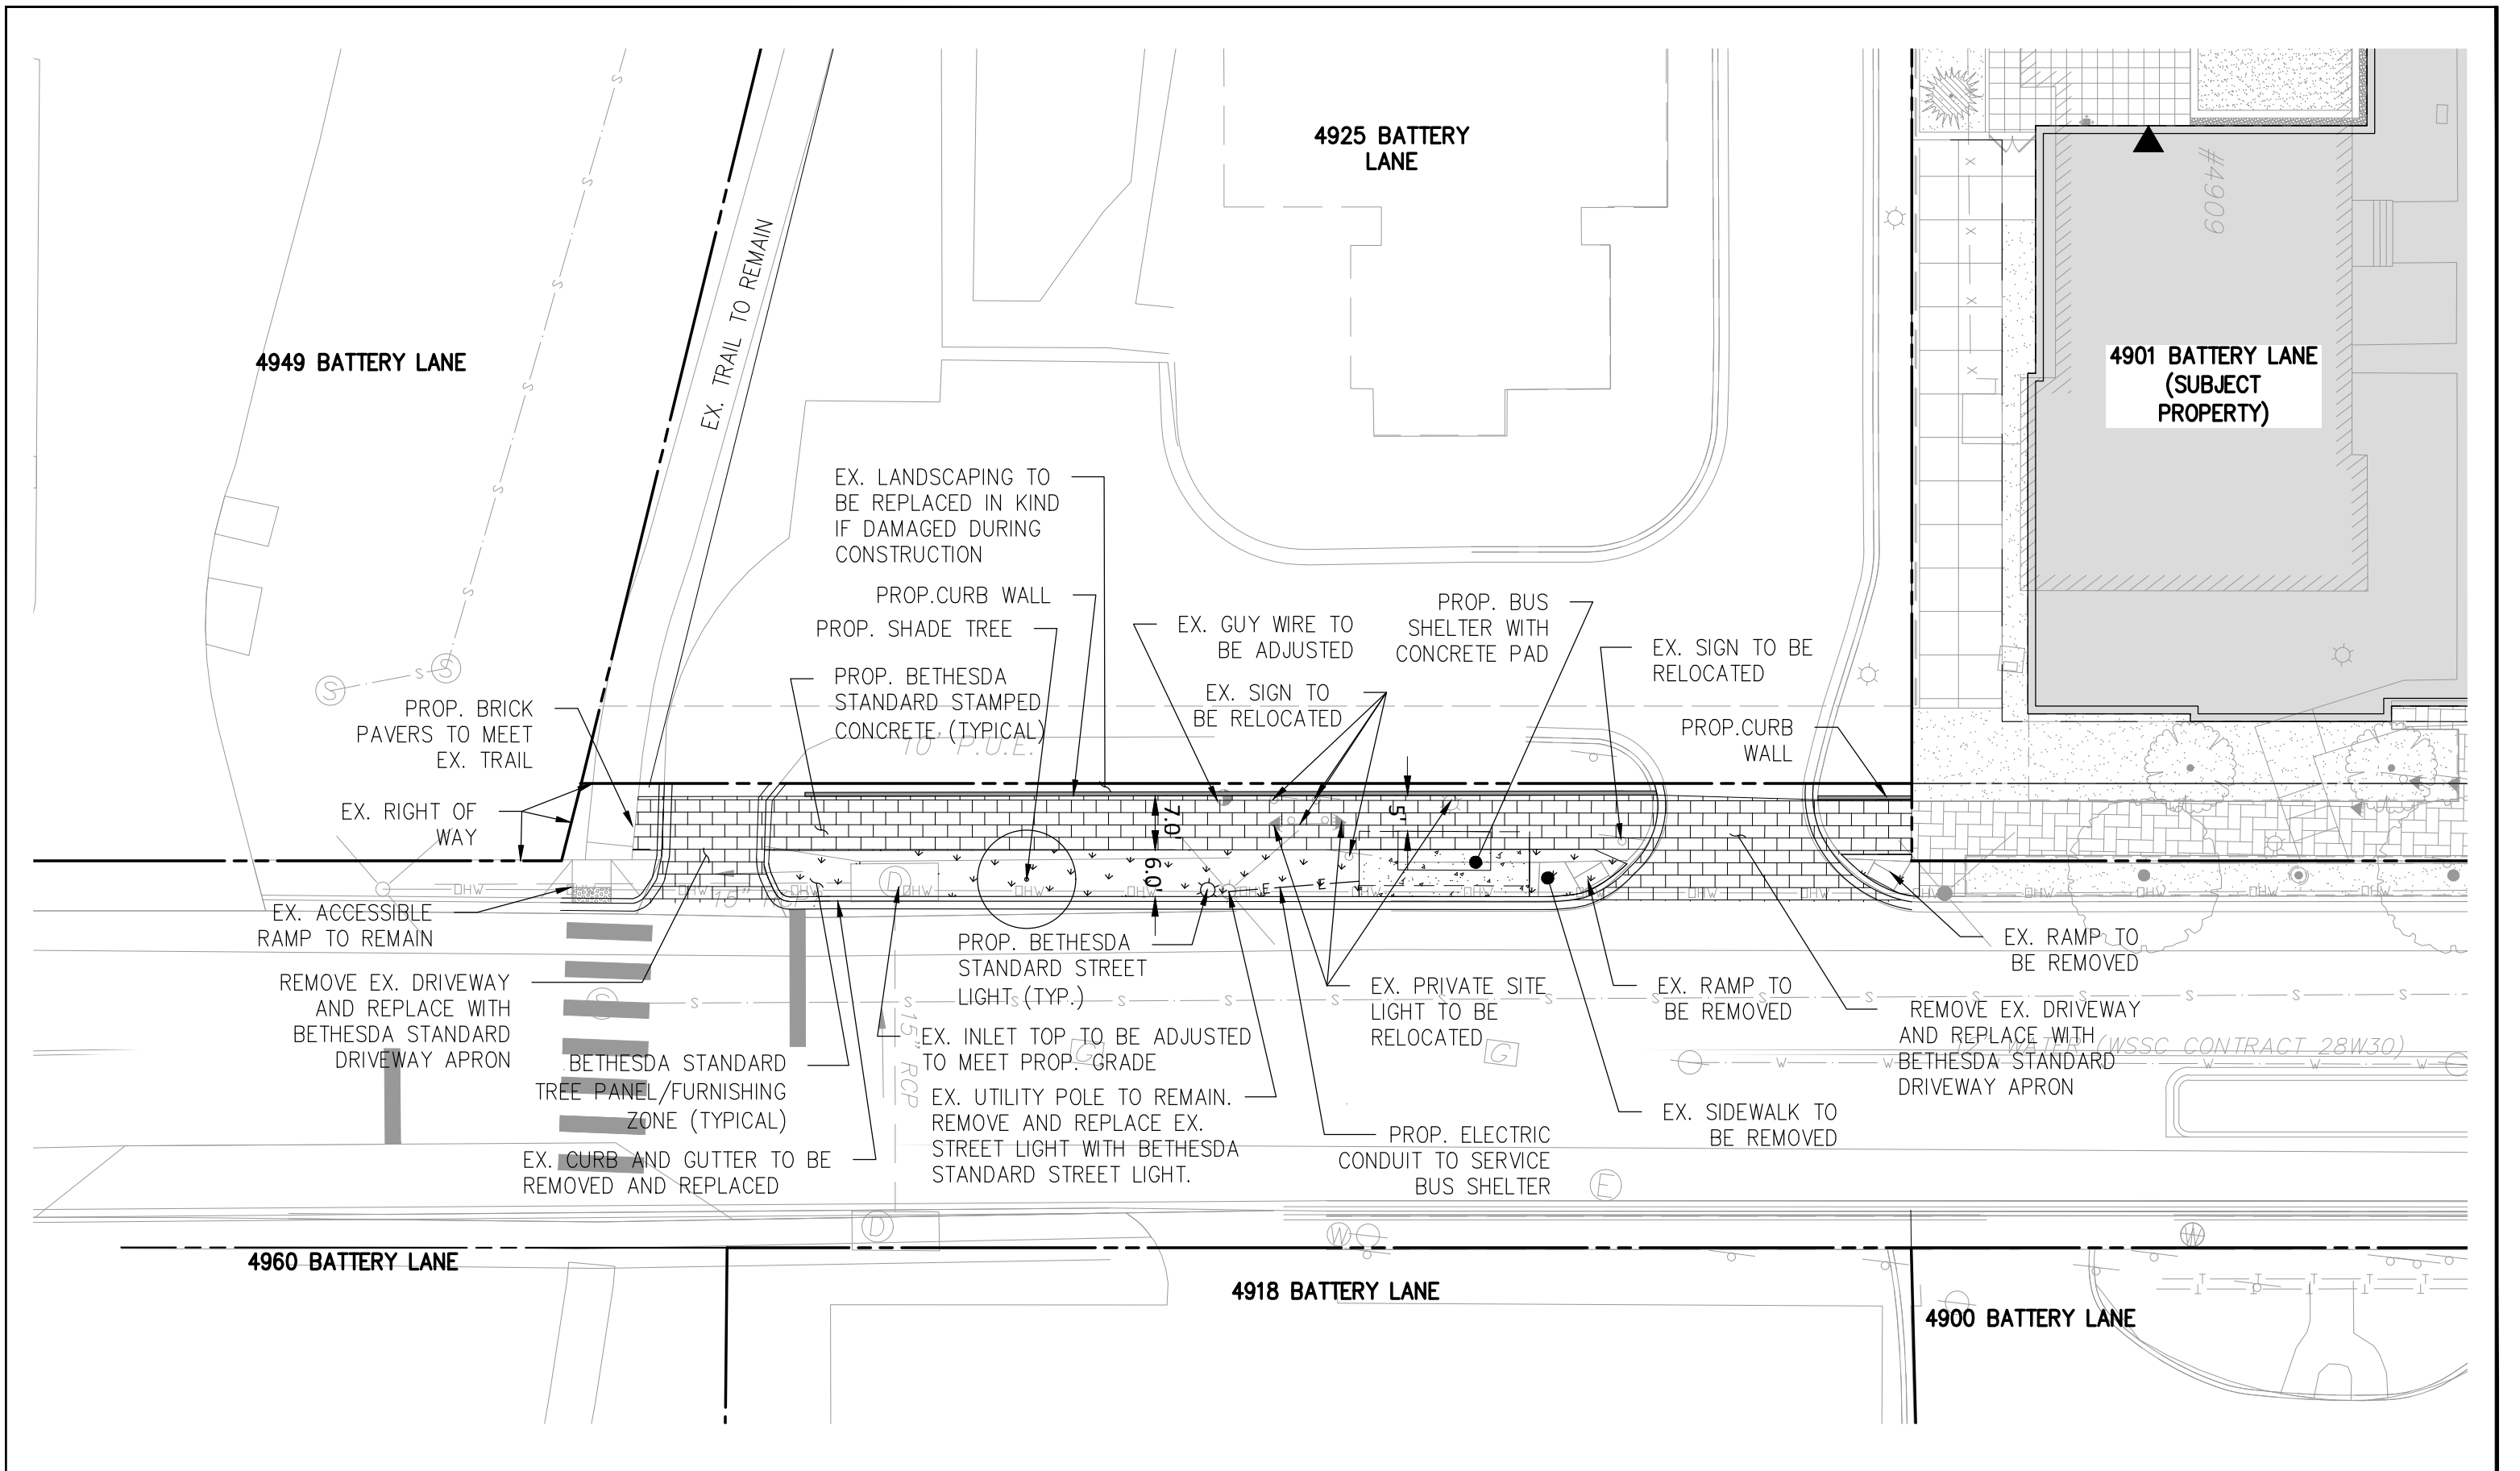 4925 BATTERY
LANE
#4909
EX. TRAIL TO REMAIN
4949 BATTERY LANE
4901 BATTERY LANE
(SUBJECT
PROPERTY)
EX. LANDSCAPING TO
BE REPLACED IN KIND
IF DAMAGED DURING
CONSTRUCTION
PROP.CURB WALL
PROP. SHADE TREE
PROP. BETHESDA
STANDARD STAMPED
CONCRETE (TYPICAL)
10' P.U.E.
EX. GUY WIRE TO
BE ADJUSTED
EX. SIGN TO
BE RELOCATED
PROP. BUS
SHELTER WITH
CONCRETE PAD
EX. SIGN TO BE
RELOCATED
PROP.CURB
WALL
PROP. BRICK
PAVERS TO MEET
EX. TRAIL
EX. RIGHT OF
WAY
7.0'
6.0'
5'
EX. ACCESSIBLE
RAMP TO REMAIN
REMOVE EX. DRIVEWAY
AND REPLACE WITH
BETHESDA STANDARD
DRIVEWAY APRON
BETHESDA STANDARD
TREE PANEL/FURNISHING
ZONE (TYPICAL)
EX. CURB AND GUTTER TO BE
REMOVED AND REPLACED
15" RCP
PROP. BETHESDA
STANDARD STREET
LIGHT (TYP.)
EX. INLET TOP TO BE ADJUSTED
TO MEET PROP. GRADE
EX. UTILITY POLE TO REMAIN.
REMOVE AND REPLACE EX.
STREET LIGHT WITH BETHESDA
STANDARD STREET LIGHT.
EX. PRIVATE SITE
LIGHT TO BE
RELOCATED
PROP. ELECTRIC
CONDUIT TO SERVICE
BUS SHELTER
EX. RAMP TO
BE REMOVED
EX. SIDEWALK TO
BE REMOVED
EX. RAMP TO
BE REMOVED
REMOVE EX. DRIVEWAY
AND REPLACE WITH
BETHESDA STANDARD
DRIVEWAY APRON
WATER (WSSC CONTRACT 28W30)
4960 BATTERY LANE
4918 BATTERY LANE
4900 BATTERY LANE